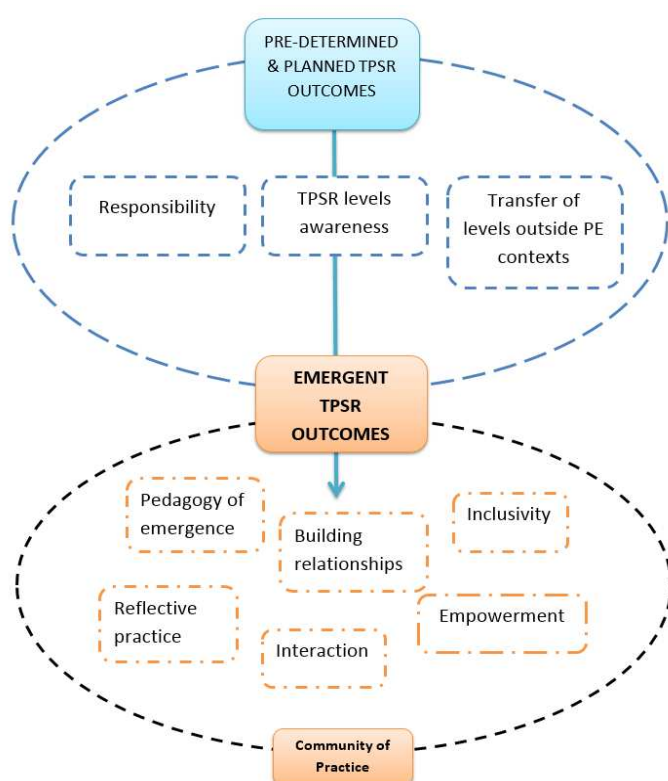 PRE-DETERMINED
& PLANNED TPSR
OUTCOMES
Responsibility
TPSR levels
awareness
Transfer of
levels outside PE
contexts
EMERGENT
TPSR
OUTCOMES
Pedagogy of
emergence
Building
relationships
Inclusivity
Reflective
practice
Interaction
Empowerment
Community of
Practice